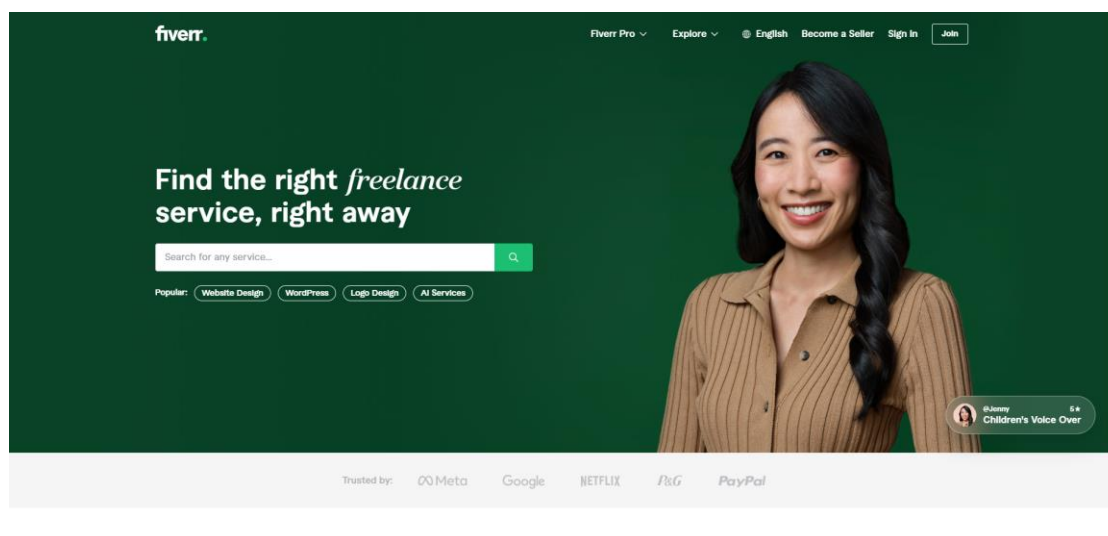 fiverr.
Fiverr Pro
Explore
English
Become a Seller
Sign in
Join
Find the right freelance
service, right away
Search for any service...
Popular:
Website Design
WordPress
Logo Design
AI Services
@Jenny 5★
Children's Voice Over
Trusted by:
Meta
Google
NETFLIX
P&G
PayPal